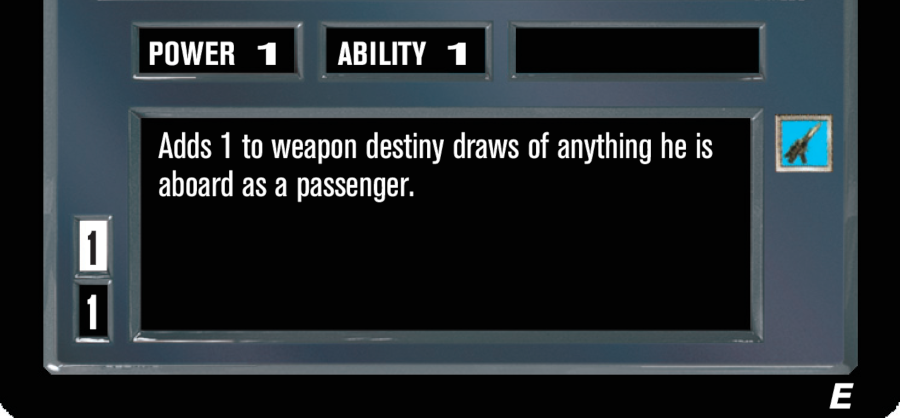 POWER 1 ABILITY 1
Adds 1 to weapon destiny draws of anything he is
aboard as a passenger.
1
1
E